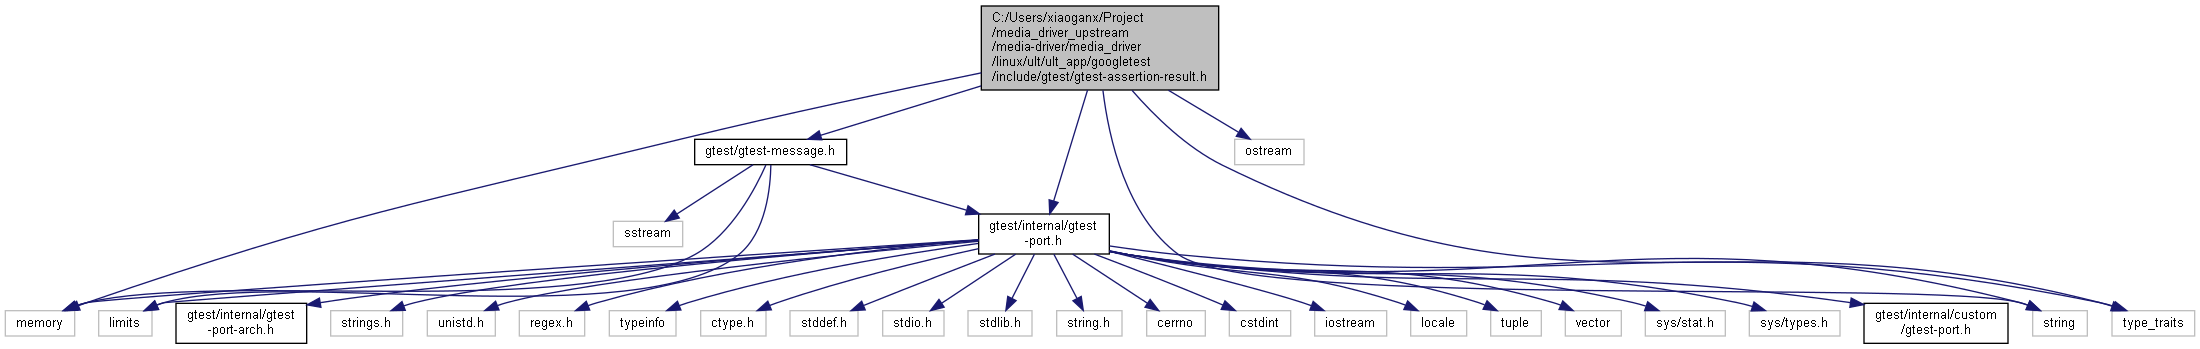 C:/Users/xiaoganx/Project
/media_driver_upstream
/media-driver/media_driver
/linux/ult/ult_app/googletest
/include/gtest/gtest-assertion-result.h
gtest/gtest-message.h
ostream
sstream
gtest/internal/gtest
-port.h
memory
limits
gtest/internal/gtest
-port-arch.h
strings.h
unistd.h
regex.h
typeinfo
ctype.h
stddef.h
stdio.h
stdlib.h
string.h
cerrno
cstdint
iostream
locale
tuple
vector
sys/stat.h
sys/types.h
gtest/internal/custom
/gtest-port.h
string
type_traits